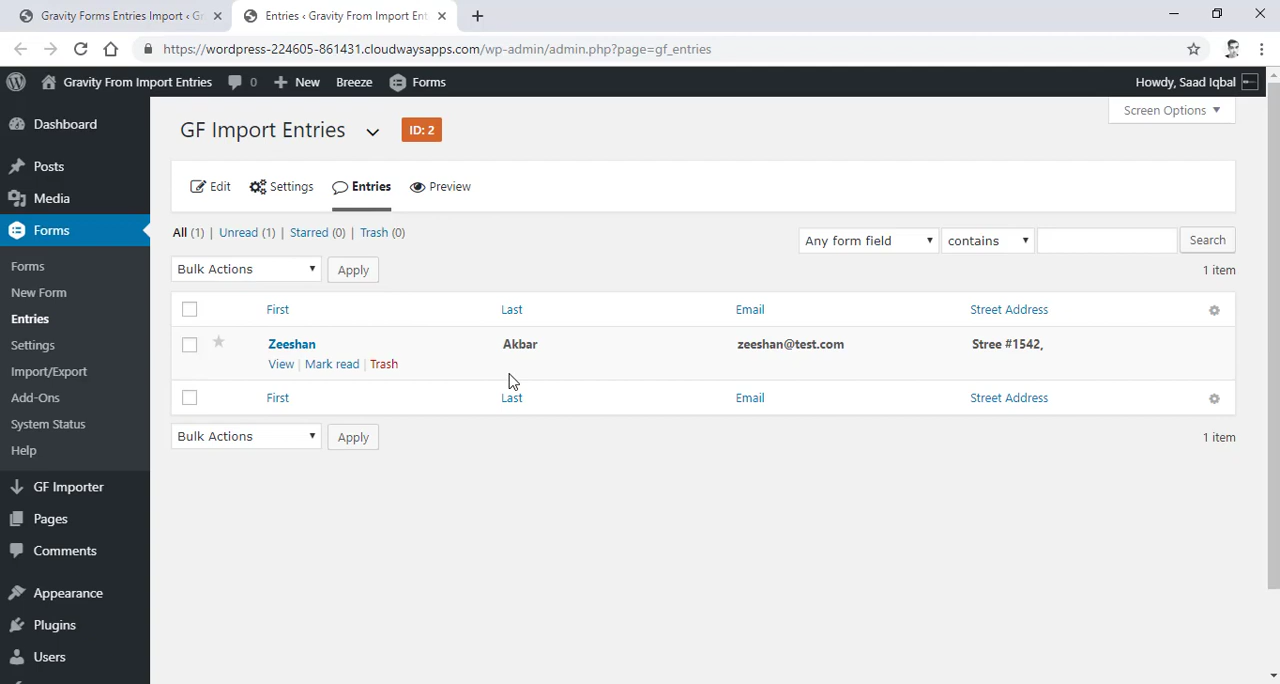 Gravity Forms Entries Import < G
Entries < Gravity From Import Ent
https://wordpress-224605-861431.cloudwaysapps.com/wp-admin/admin.php?page=gf_entries
Gravity From Import Entries 0 New Breeze Forms Howdy, Saad Iqbal
Screen Options
Dashboard
Posts
Media
Forms
Forms
New Form
Entries
Settings
Import/Export
Add-Ons
System Status
Help
GF Importer
Pages
Comments
Appearance
Plugins
Users
GF Import Entries ID: 2
Edit Settings Entries Preview
All (1) | Unread (1) | Starred (0) | Trash (0)
Any form field contains Search
Bulk Actions Apply 1 item
First Last Email Street Address
Zeeshan Akbar zeeshan@test.com Stree #1542,
View | Mark read | Trash
First Last Email Street Address
Bulk Actions Apply 1 item